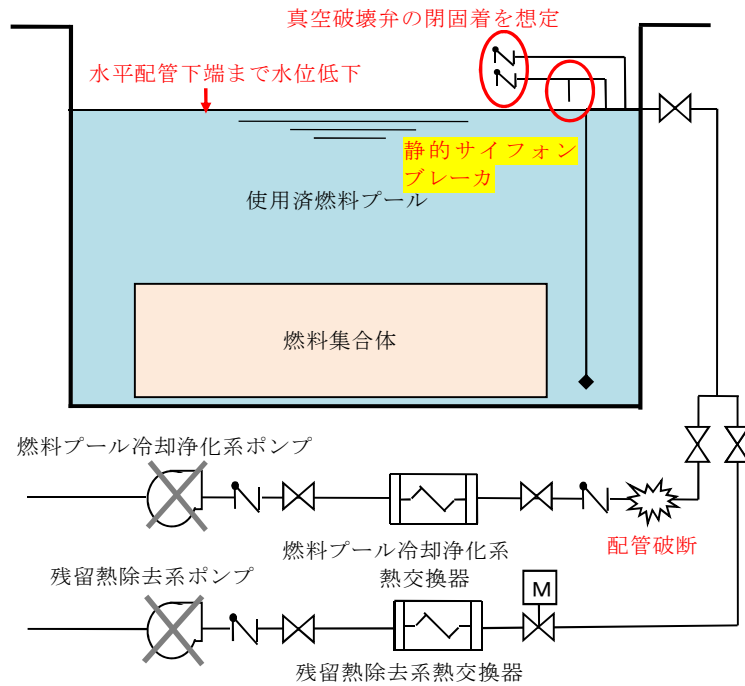 真空破壊弁の閉固着を想定
水平配管下端まで水位低下
静的サイフォン
ブレーカ
使用済燃料プール
燃料集合体
燃料プール冷却浄化系ポンプ
配管破断
燃料プール冷却浄化系
熱交換器
残留熱除去系ポンプ
M
残留熱除去系熱交換器